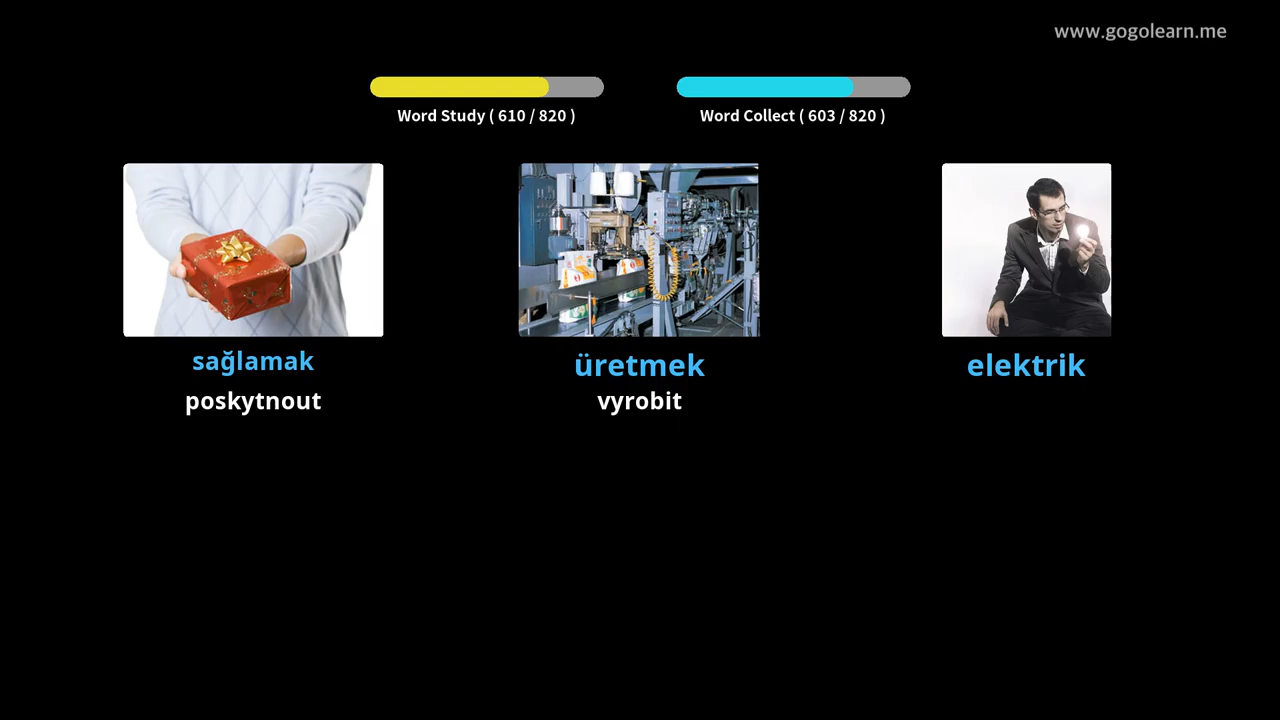 www.gogolearn.me
Word Study ( 610 / 820 )
Word Collect ( 603 / 820 )
sağlamak
poskytnout
üretmek
vyrobit
elektrik